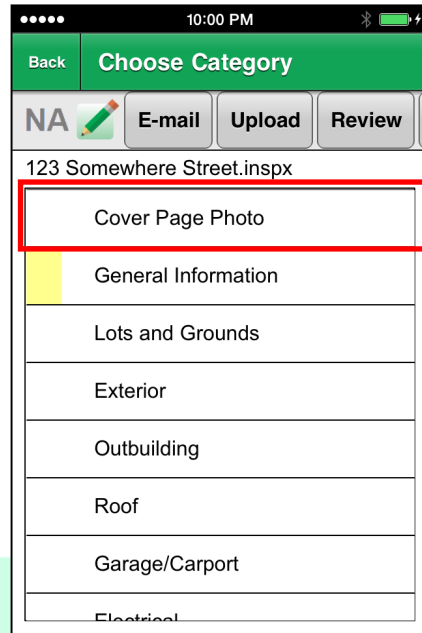 10:00 PM
Back Choose Category
NA E-mail Upload Review
123 Somewhere Street.inspx
Cover Page Photo
General Information
Lots and Grounds
Exterior
Outbuilding
Roof
Garage/Carport
Electrical